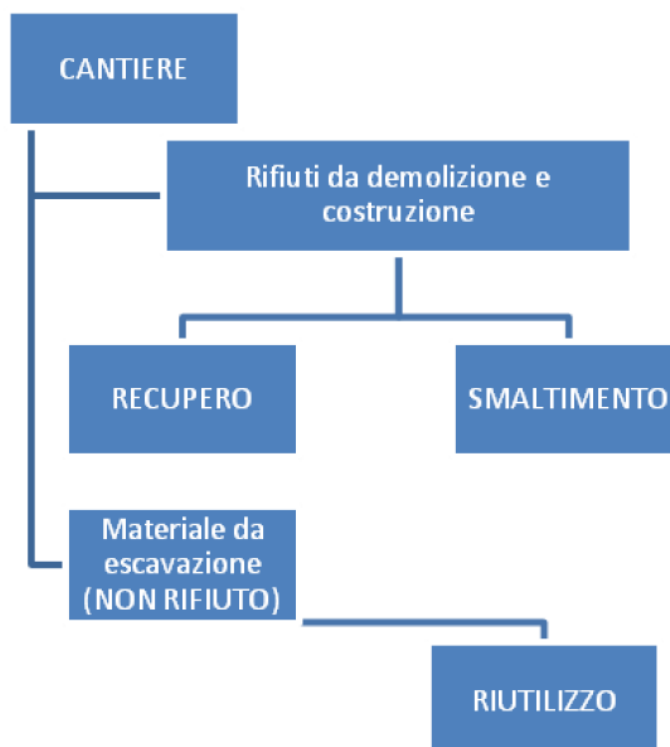 CANTIERE
Rifiuti da demolizione e
costruzione
RECUPERO
SMALTIMENTO
Materiale da
escavazione
(NON RIFIUTO)
RIUTILIZZO